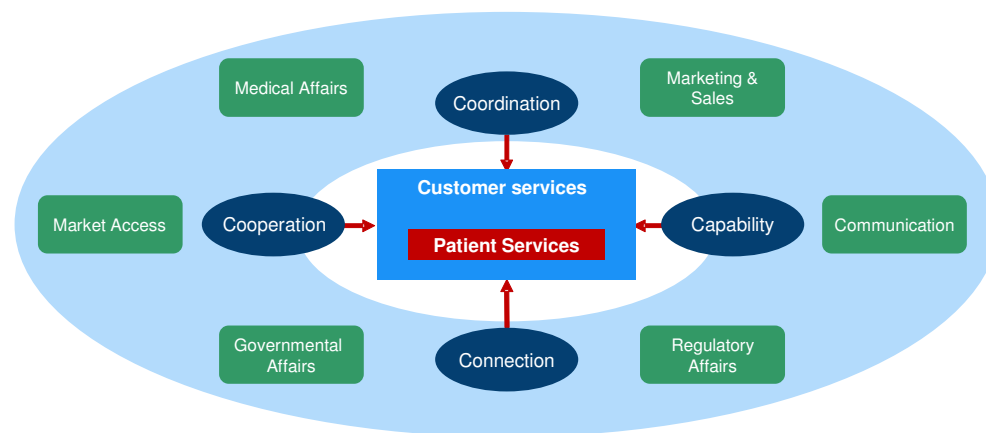 Medical Affairs
Coordination
Marketing &
Sales
Customer services
Market Access
Cooperation
Capability
Communication
Patient Services
Governmental
Affairs
Connection
Regulatory
Affairs